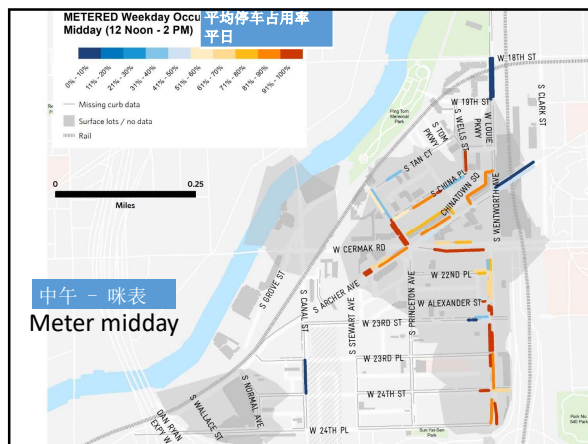 METERED Weekday Occu
Midday (12 Noon - 2 PM)
平均停车占用率
平日
0% - 10%
11% - 20%
21% - 30%
31% - 40%
41% - 50%
51% - 60%
61% - 70%
71% - 80%
81% - 90%
91% - 100%
Missing curb data
Surface lots / no data
Rail
0
0.25
Miles
Ping Tom
Memorial
Park
W 18TH ST
W 19TH ST
S CLARK ST
S WELLS ST
W LOUIE
PKWY
S TOM
PKWY
S TAN CT
S CHINA PL
CHINATOWN SQ
S WENTWORTH AVE
W CERMAK RD
S GROVE ST
S ARCHER AVE
S CANAL ST
S STEWART AVE
S PRINCETON AVE
W 22ND PL
W ALEXANDER ST
W 23RD ST
W 23RD PL
W 24TH ST
W 24TH PL
S NORMAL AVE
S WALLACE ST
DAN RYAN
EXPY W
Sun Yat-Sen
Park
Park No.
540 Park
中午 - 咪表
Meter midday